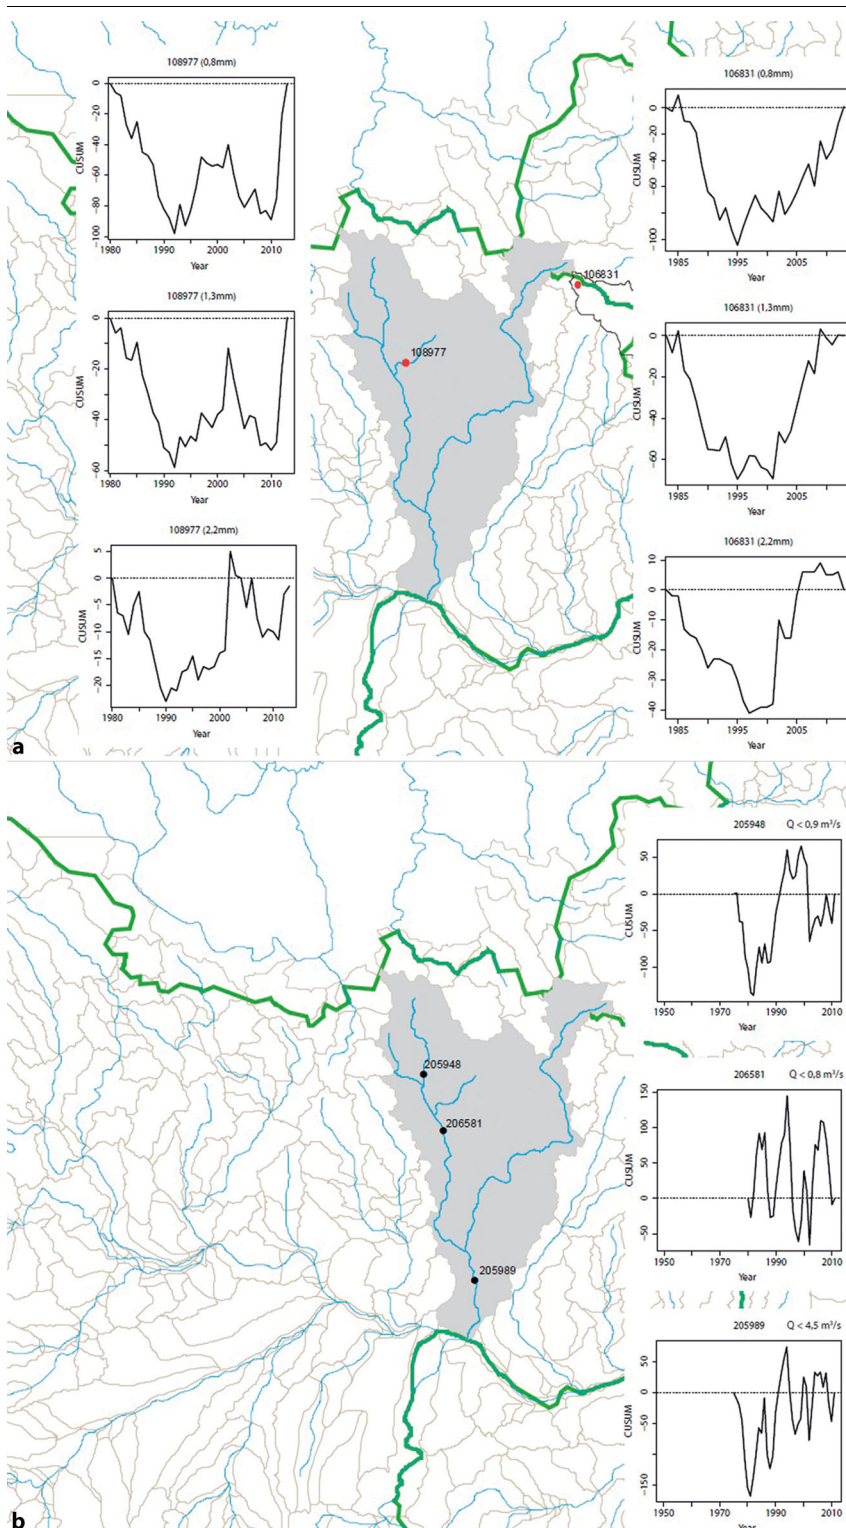 108977 (0,8mm)
0
−20
−40
−60
−80
−100
CUSUM
1980 1990 2000 2010
Year
108977 (1,3mm)
0
−20
−40
−60
CUSUM
1980 1990 2000 2010
Year
108977 (2,2mm)
5
0
−5
−10
−15
−20
CUSUM
1980 1990 2000 2010
Year
106831
108977
106831 (0,8mm)
0
−20
−40
−60
−80
−100
CUSUM
1985 1995 2005
Year
106831 (1,3mm)
0
−20
−40
−60
CUSUM
1985 1995 2005
Year
106831 (2,2mm)
10
0
−10
−20
−30
−40
CUSUM
1985 1995 2005
Year
a
205948
206581
205989
205948 Q < 0,9 m³/s
50
0
−50
−100
CUSUM
1950 1970 1990 2010
Year
206581 Q < 0,8 m³/s
150
100
50
0
−50
CUSUM
1950 1970 1990 2010
Year
205989 Q < 4,5 m³/s
50
0
−50
−150
CUSUM
1950 1970 1990 2010
Year
b